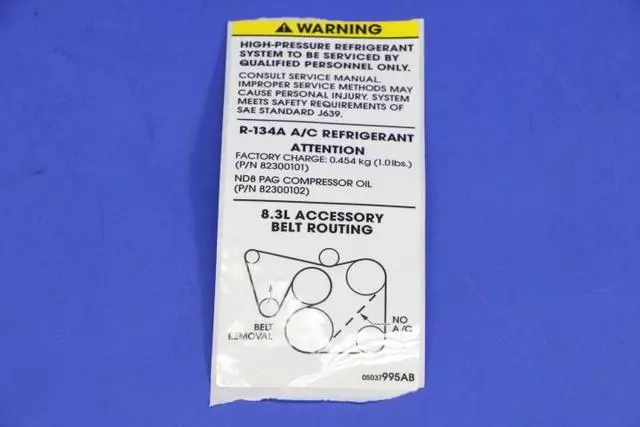 WARNING
HIGH-PRESSURE REFRIGERANT
SYSTEM TO BE SERVICED BY
QUALIFIED PERSONNEL ONLY.
CONSULT SERVICE MANUAL.
IMPROPER SERVICE METHODS MAY
CAUSE PERSONAL INJURY. SYSTEM
MEETS SAFETY REQUIREMENTS OF
SAE STANDARD J639.
R-134A A/C REFRIGERANT
ATTENTION
FACTORY CHARGE: 0.454 kg (1.0 lbs.)
(P/N 82300101)
ND8 PAG COMPRESSOR OIL
(P/N 82300102)
8.3L ACCESSORY
BELT ROUTING
BELT
REMOVAL
NO
A/C
05037995AB